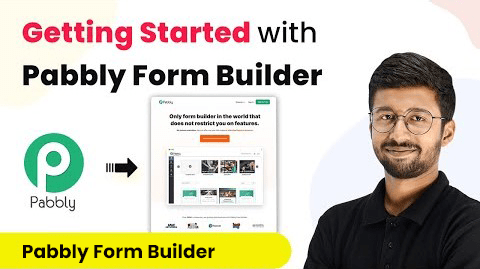 Getting Started with
Pabbly Form Builder
Pabbly
Only form builder in the world that
does not restrict you on features.
Pabbly
Pabbly Form Builder